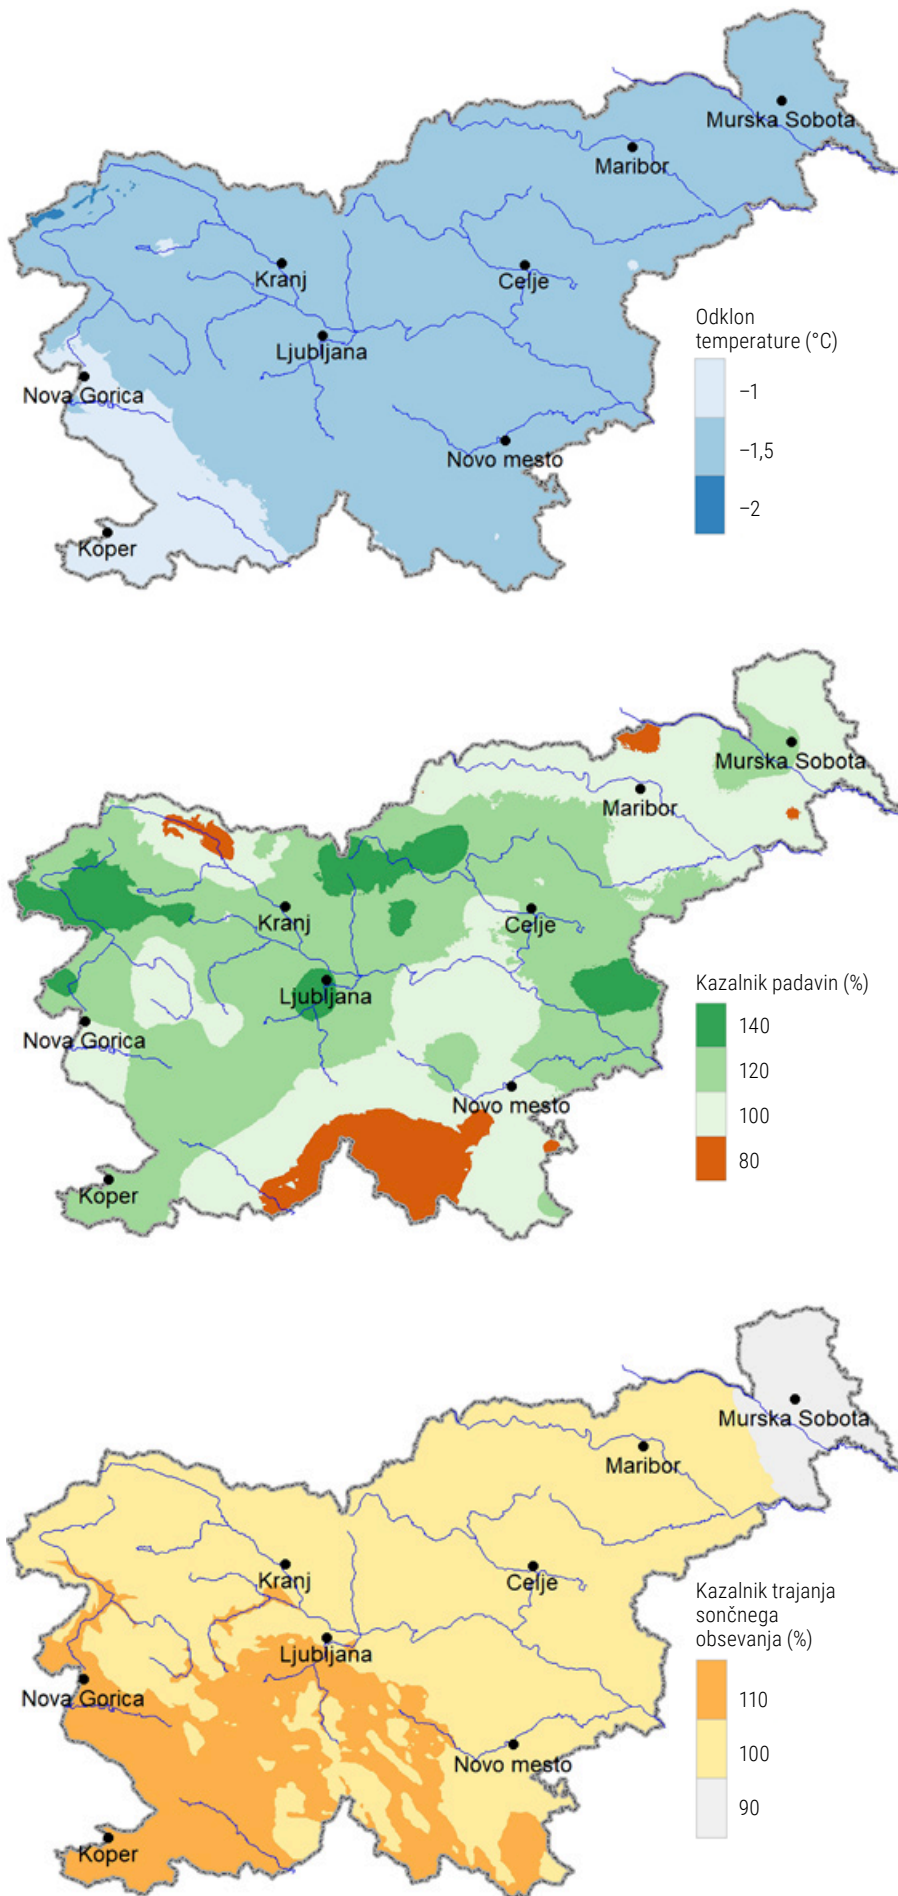 Murska Sobota
Maribor
Kranj
Celje
Ljubljana
Nova Gorica
Novo mesto
Koper
Odklon
temperature (°C)
−1
−1,5
−2
Murska Sobota
Maribor
Kranj
Celje
Ljubljana
Nova Gorica
Novo mesto
Koper
Kazalnik padavin (%)
140
120
100
80
Murska Sobota
Maribor
Kranj
Celje
Ljubljana
Nova Gorica
Novo mesto
Koper
Kazalnik trajanja
sončnega
obsevanja (%)
110
100
90